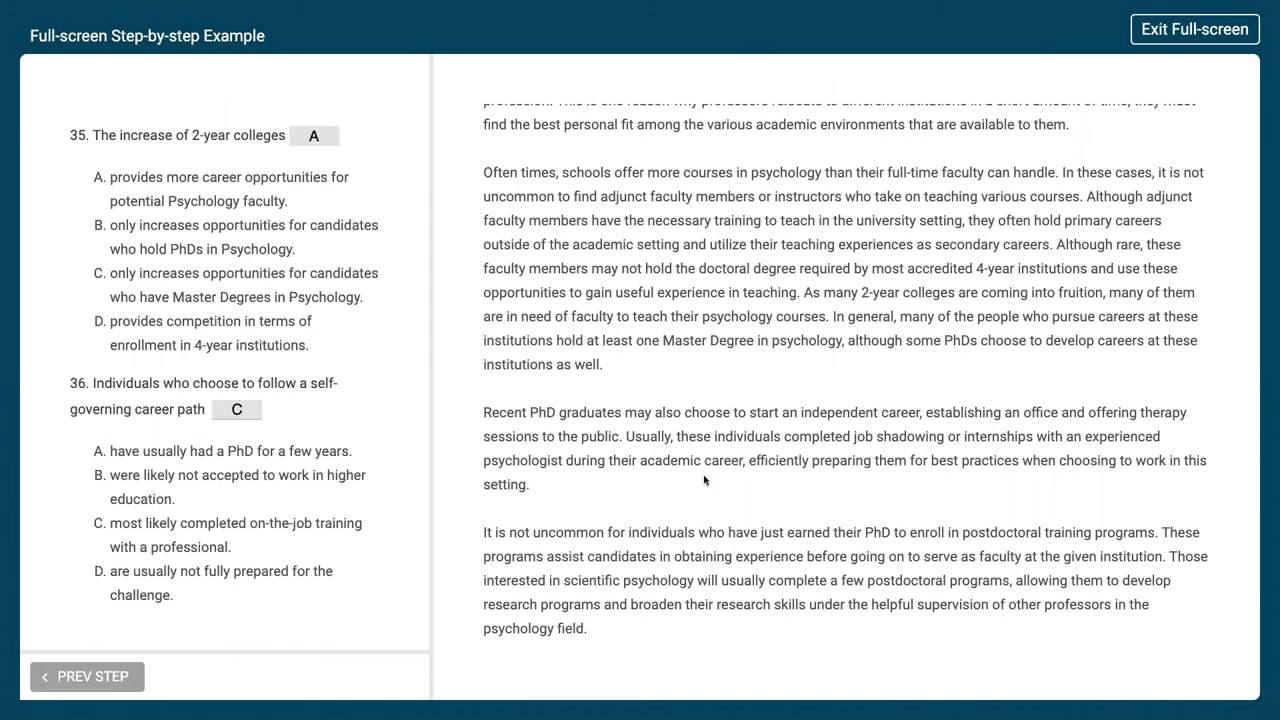 Full-screen Step-by-step Example
Exit Full-screen
35. The increase of 2-year colleges A
A. provides more career opportunities for
potential Psychology faculty.
B. only increases opportunities for candidates
who hold PhDs in Psychology.
C. only increases opportunities for candidates
who have Master Degrees in Psychology.
D. provides competition in terms of
enrollment in 4-year institutions.
36. Individuals who choose to follow a self-
governing career path C
A. have usually had a PhD for a few years.
B. were likely not accepted to work in higher
education.
C. most likely completed on-the-job training
with a professional.
D. are usually not fully prepared for the
challenge.
PREV STEP
find the best personal fit among the various academic environments that are available to them.
Often times, schools offer more courses in psychology than their full-time faculty can handle. In these cases, it is not
uncommon to find adjunct faculty members or instructors who take on teaching various courses. Although adjunct
faculty members have the necessary training to teach in the university setting, they often hold primary careers
outside of the academic setting and utilize their teaching experiences as secondary careers. Although rare, these
faculty members may not hold the doctoral degree required by most accredited 4-year institutions and use these
opportunities to gain useful experience in teaching. As many 2-year colleges are coming into fruition, many of them
are in need of faculty to teach their psychology courses. In general, many of the people who pursue careers at these
institutions hold at least one Master Degree in psychology, although some PhDs choose to develop careers at these
institutions as well.
Recent PhD graduates may also choose to start an independent career, establishing an office and offering therapy
sessions to the public. Usually, these individuals completed job shadowing or internships with an experienced
psychologist during their academic career, efficiently preparing them for best practices when choosing to work in this
setting.
It is not uncommon for individuals who have just earned their PhD to enroll in postdoctoral training programs. These
programs assist candidates in obtaining experience before going on to serve as faculty at the given institution. Those
interested in scientific psychology will usually complete a few postdoctoral programs, allowing them to develop
research programs and broaden their research skills under the helpful supervision of other professors in the
psychology field.